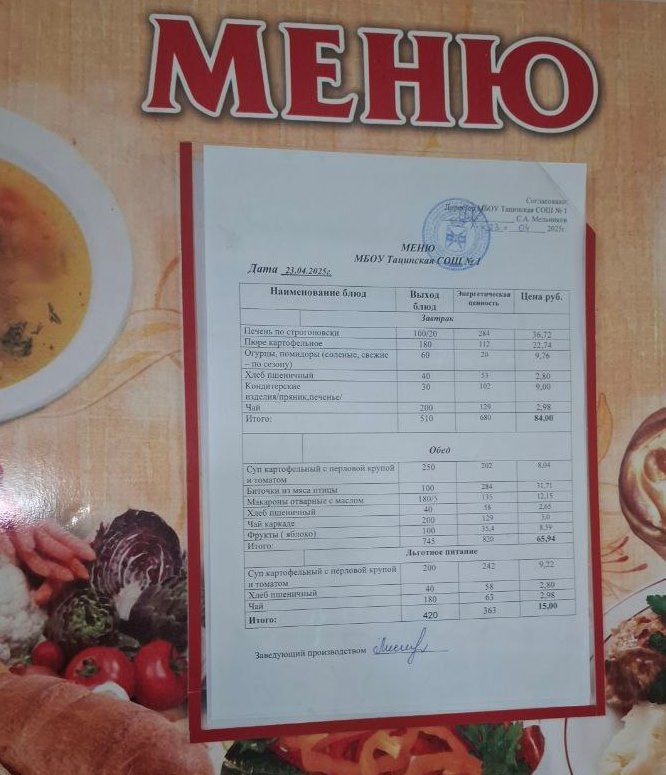 МЕНЮ
Согласовано:
Директор МБОУ Тацинская СОШ № 1
С.А. Мельников
23 » 04 2025г.
МЕНЮ
МБОУ Тацинская СОШ № 1
Дата 23.04.2025г.
Наименование блюд Выход блюд Энергетическая ценность Цена руб.
Завтрак
Печень по строгоновски 100/20 284 36,72
Пюре картофельное 180 112 22,74
Огурцы, помидоры (соленые, свежие – по сезону) 60 20 9,76
Хлеб пшеничный 40 53 2,80
Кондитерские изделия/пряник,печенье/ 30 102 9,00
Чай 200 129 2,98
Итого: 510 680 84,00
Обед
Суп картофельный с перловой крупой и томатом 250 202 8,04
Биточки из мяса птицы 100 284 31,71
Макароны отварные с маслом 180/5 135 12,15
Хлеб пшеничный 40 58 2,65
Чай каркаде 200 129 3,0
Фрукты ( яблоко) 100 35,4 8,39
Итого: 745 820 65,94
Льготное питание
Суп картофельный с перловой крупой и томатом 200 242 9,22
Хлеб пшеничный 40 58 2,80
Чай 180 63 2,98
Итого: 420 363 15,00
Заведующий производством